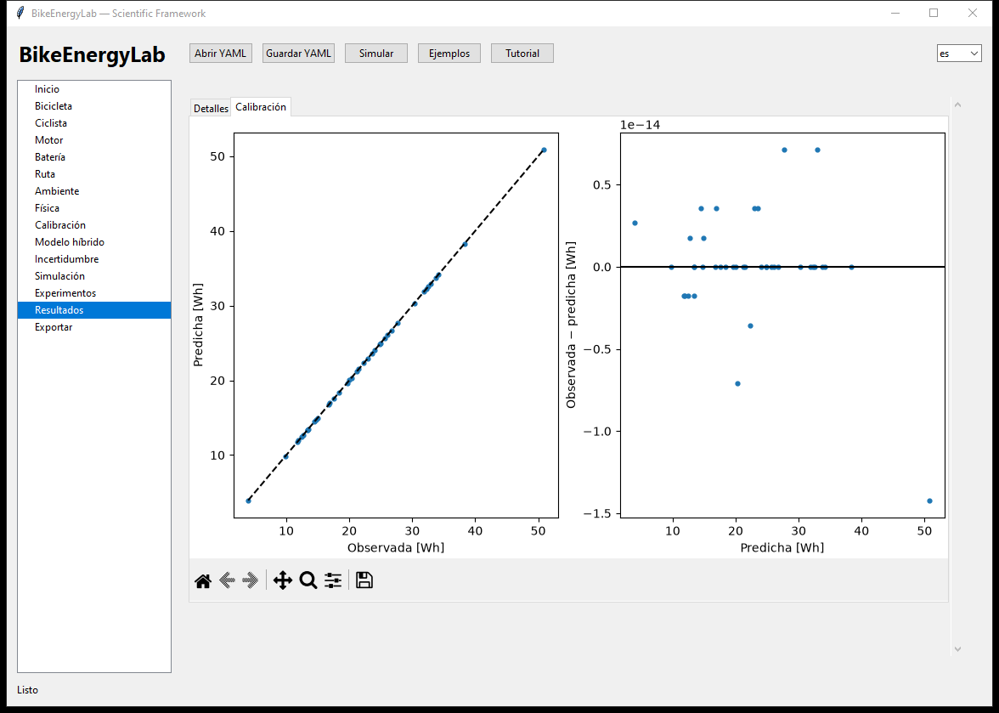 BikeEnergyLab — Scientific Framework
BikeEnergyLab
Abrir YAML
Guardar YAML
Simular
Ejemplos
Tutorial
es
Inicio
Bicicleta
Ciclista
Motor
Batería
Ruta
Ambiente
Física
Calibración
Modelo híbrido
Incertidumbre
Simulación
Experimentos
Resultados
Exportar
Detalles
Calibración
50
40
30
20
10
Predicha [Wh]
10
20
30
40
50
Observada [Wh]
1e−14
0.5
0.0
−0.5
−1.0
−1.5
Observada − predicha [Wh]
10
20
30
40
50
Predicha [Wh]
Listo